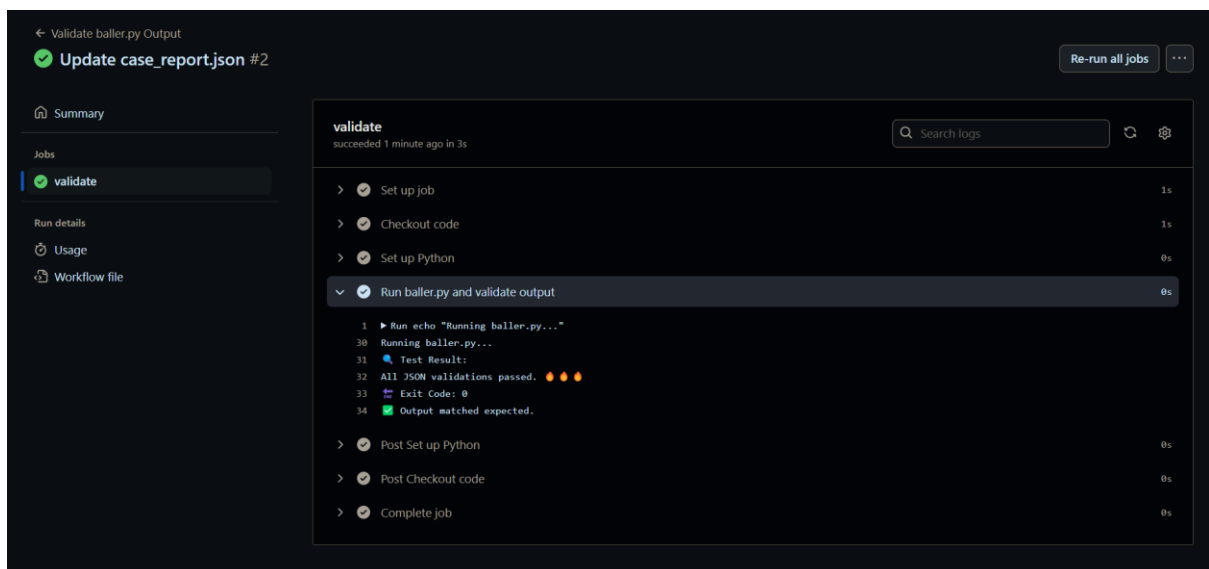 ← Validate baller.py Output
Update case_report.json #2
Re-run all jobs ...
Summary
Jobs
validate
Run details
Usage
Workflow file
validate
succeeded 1 minute ago in 3s
Search logs
Set up job 1s
Checkout code 1s
Set up Python 0s
Run baller.py and validate output 0s
1 ▶ Run echo "Running baller.py..."
30 Running baller.py...
31 🔍 Test Result:
32 All JSON validations passed. 🔥🔥🔥
33 🔚 Exit Code: 0
34 ✅ Output matched expected.
Post Set up Python 0s
Post Checkout code 0s
Complete job 0s